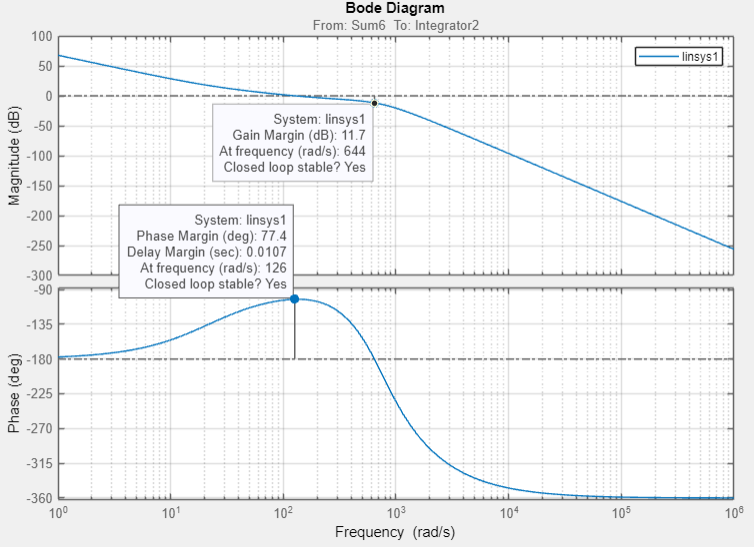 Bode Diagram
From: Sum6 To: Integrator2
linsys1
Magnitude (dB)
100
50
0
-50
-100
-150
-200
-250
-300
System: linsys1
Gain Margin (dB): 11.7
At frequency (rad/s): 644
Closed loop stable? Yes
System: linsys1
Phase Margin (deg): 77.4
Delay Margin (sec): 0.0107
At frequency (rad/s): 126
Closed loop stable? Yes
Phase (deg)
-90
-135
-180
-225
-270
-315
-360
10⁰ 10¹ 10² 10³ 10⁴ 10⁵ 10⁶
Frequency (rad/s)